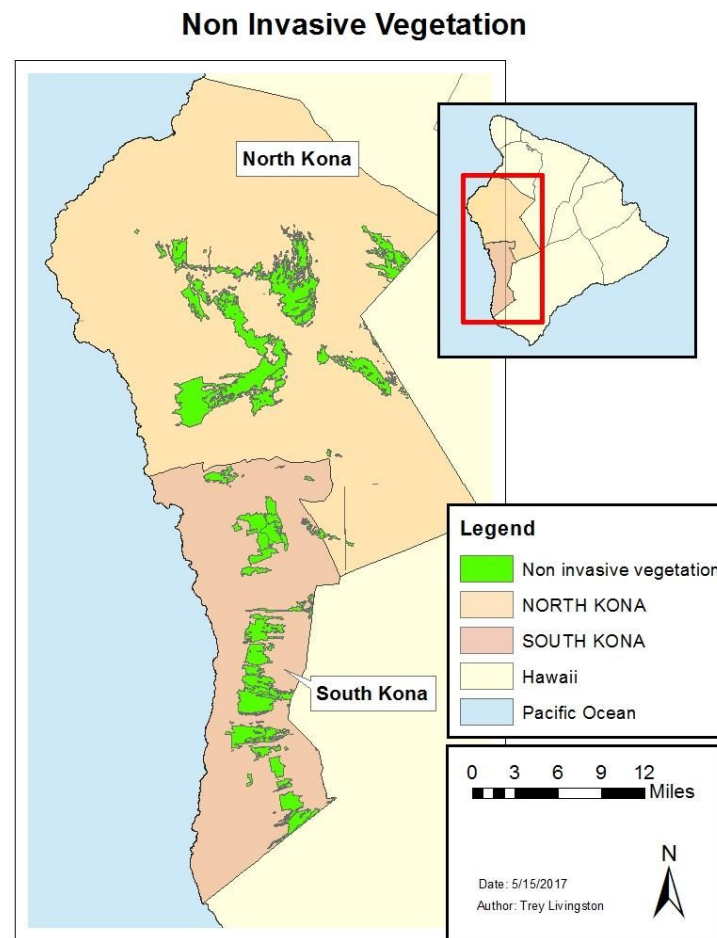 Non Invasive Vegetation
North Kona
South Kona
Legend
Non invasive vegetation
NORTH KONA
SOUTH KONA
Hawaii
Pacific Ocean
0 3 6 9 12
Miles
N
Date: 5/15/2017
Author: Trey Livingston